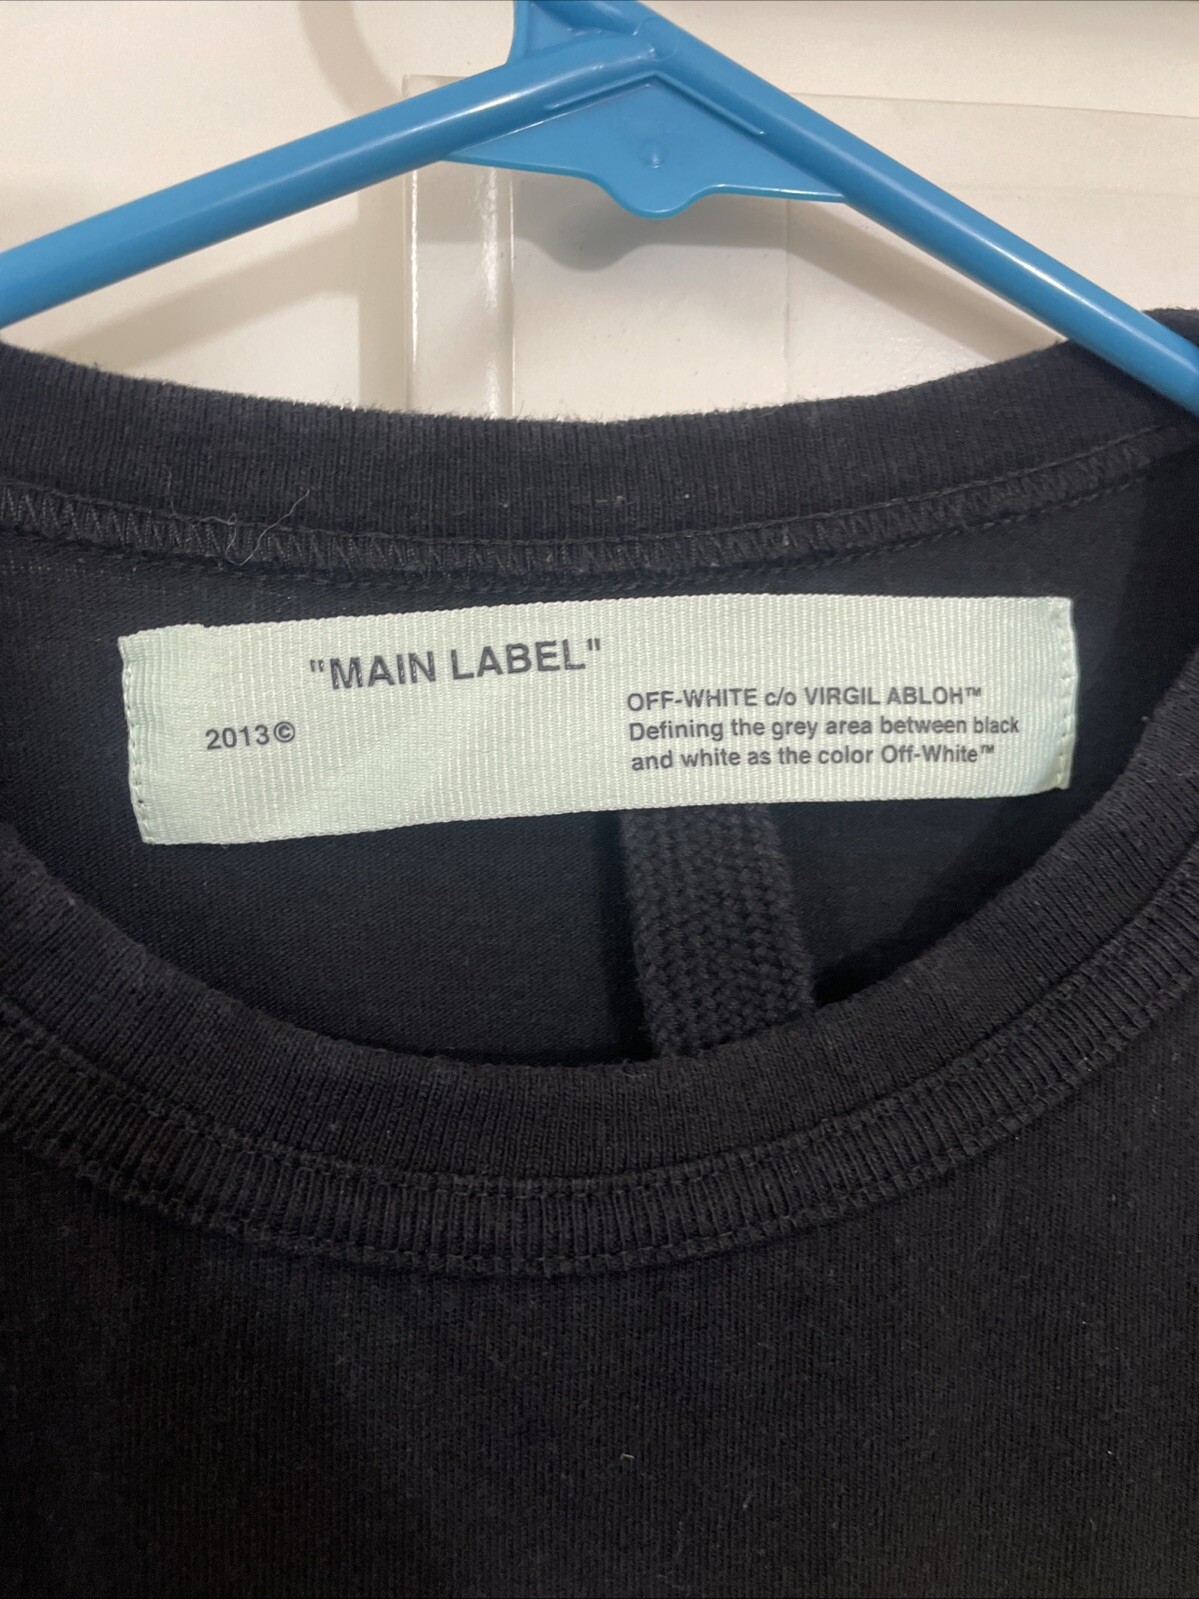 "MAIN LABEL"
2013©
OFF-WHITE c/o VIRGIL ABLOH™
Defining the grey area between black
and white as the color Off-White™